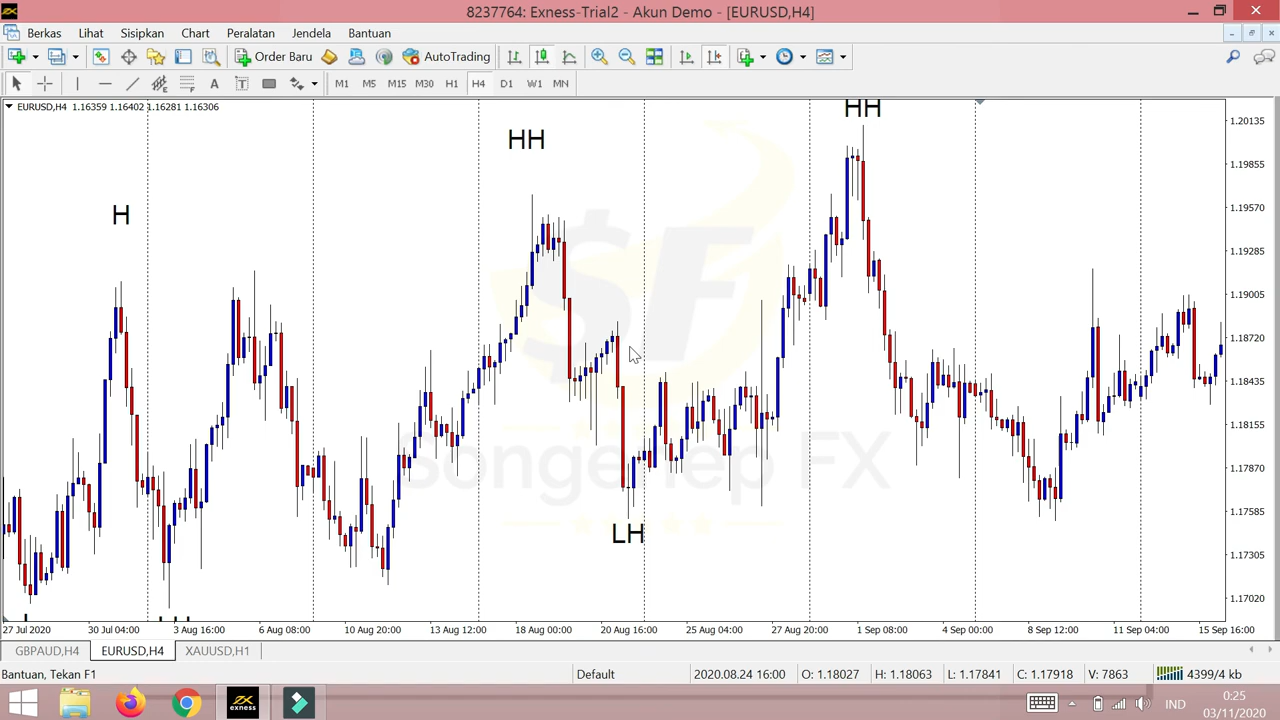 8237764: Exness-Trial2 - Akun Demo - [EURUSD,H4]
Berkas Lihat Sisipkan Chart Peralatan Jendela Bantuan
Order Baru AutoTrading
A T M1 M5 M15 M30 H1 H4 D1 W1 MN
EURUSD,H4 1.16359 1.16402 1.16281 1.16306
HH
HH
H
LH
$F
Songenep FX
1.20135
1.19855
1.19570
1.19285
1.19005
1.18720
1.18435
1.18155
1.17870
1.17585
1.17305
1.17020
27 Jul 2020 30 Jul 04:00 3 Aug 16:00 6 Aug 08:00 10 Aug 20:00 13 Aug 12:00 18 Aug 00:00 20 Aug 16:00 25 Aug 04:00 27 Aug 20:00 1 Sep 08:00 4 Sep 00:00 8 Sep 12:00 11 Sep 04:00 15 Sep 16:00
GBPAUD,H4 EURUSD,H4 XAUUSD,H1
Bantuan, Tekan F1 Default 2020.08.24 16:00 O: 1.18027 H: 1.18063 L: 1.17841 C: 1.17918 V: 7863 4399/4 kb
exness IND 0:25
03/11/2020